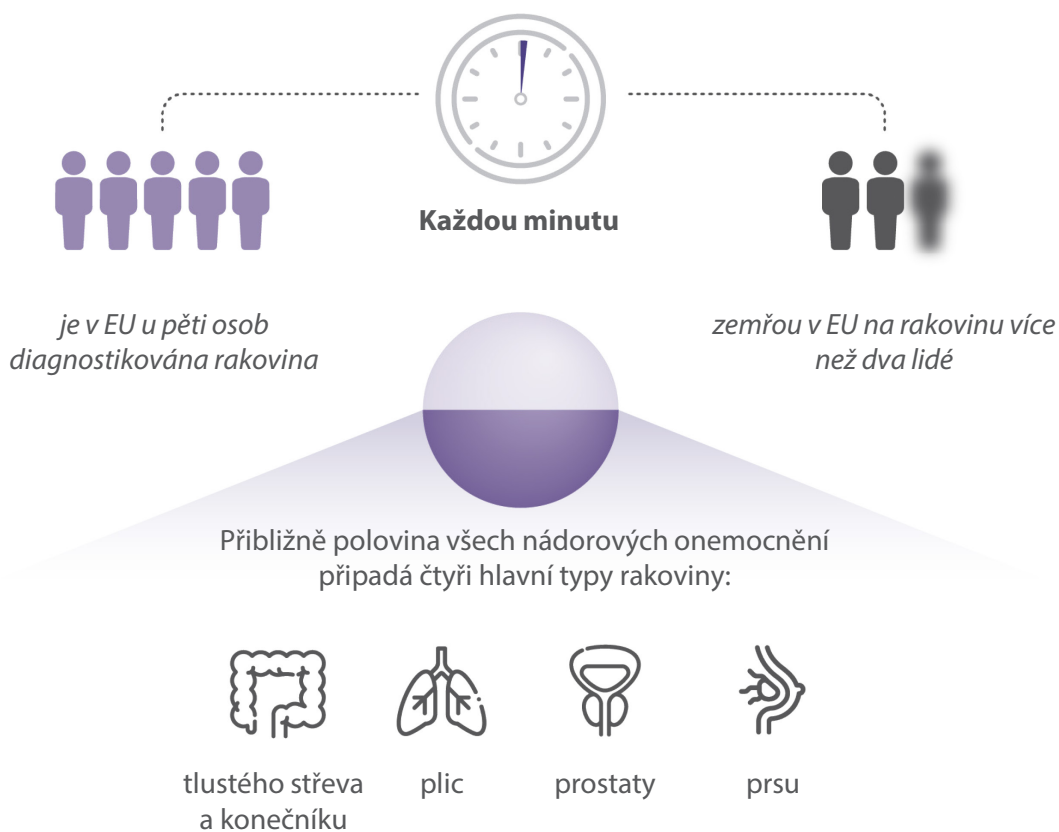 Každou minutu
je v EU u pěti osob
diagnostikována rakovina
zemřou v EU na rakovinu více
než dva lidé
Přibližně polovina všech nádorových onemocnění
připadá čtyři hlavní typy rakoviny:
tlustého střeva
a konečníku
plic
prostaty
prsu